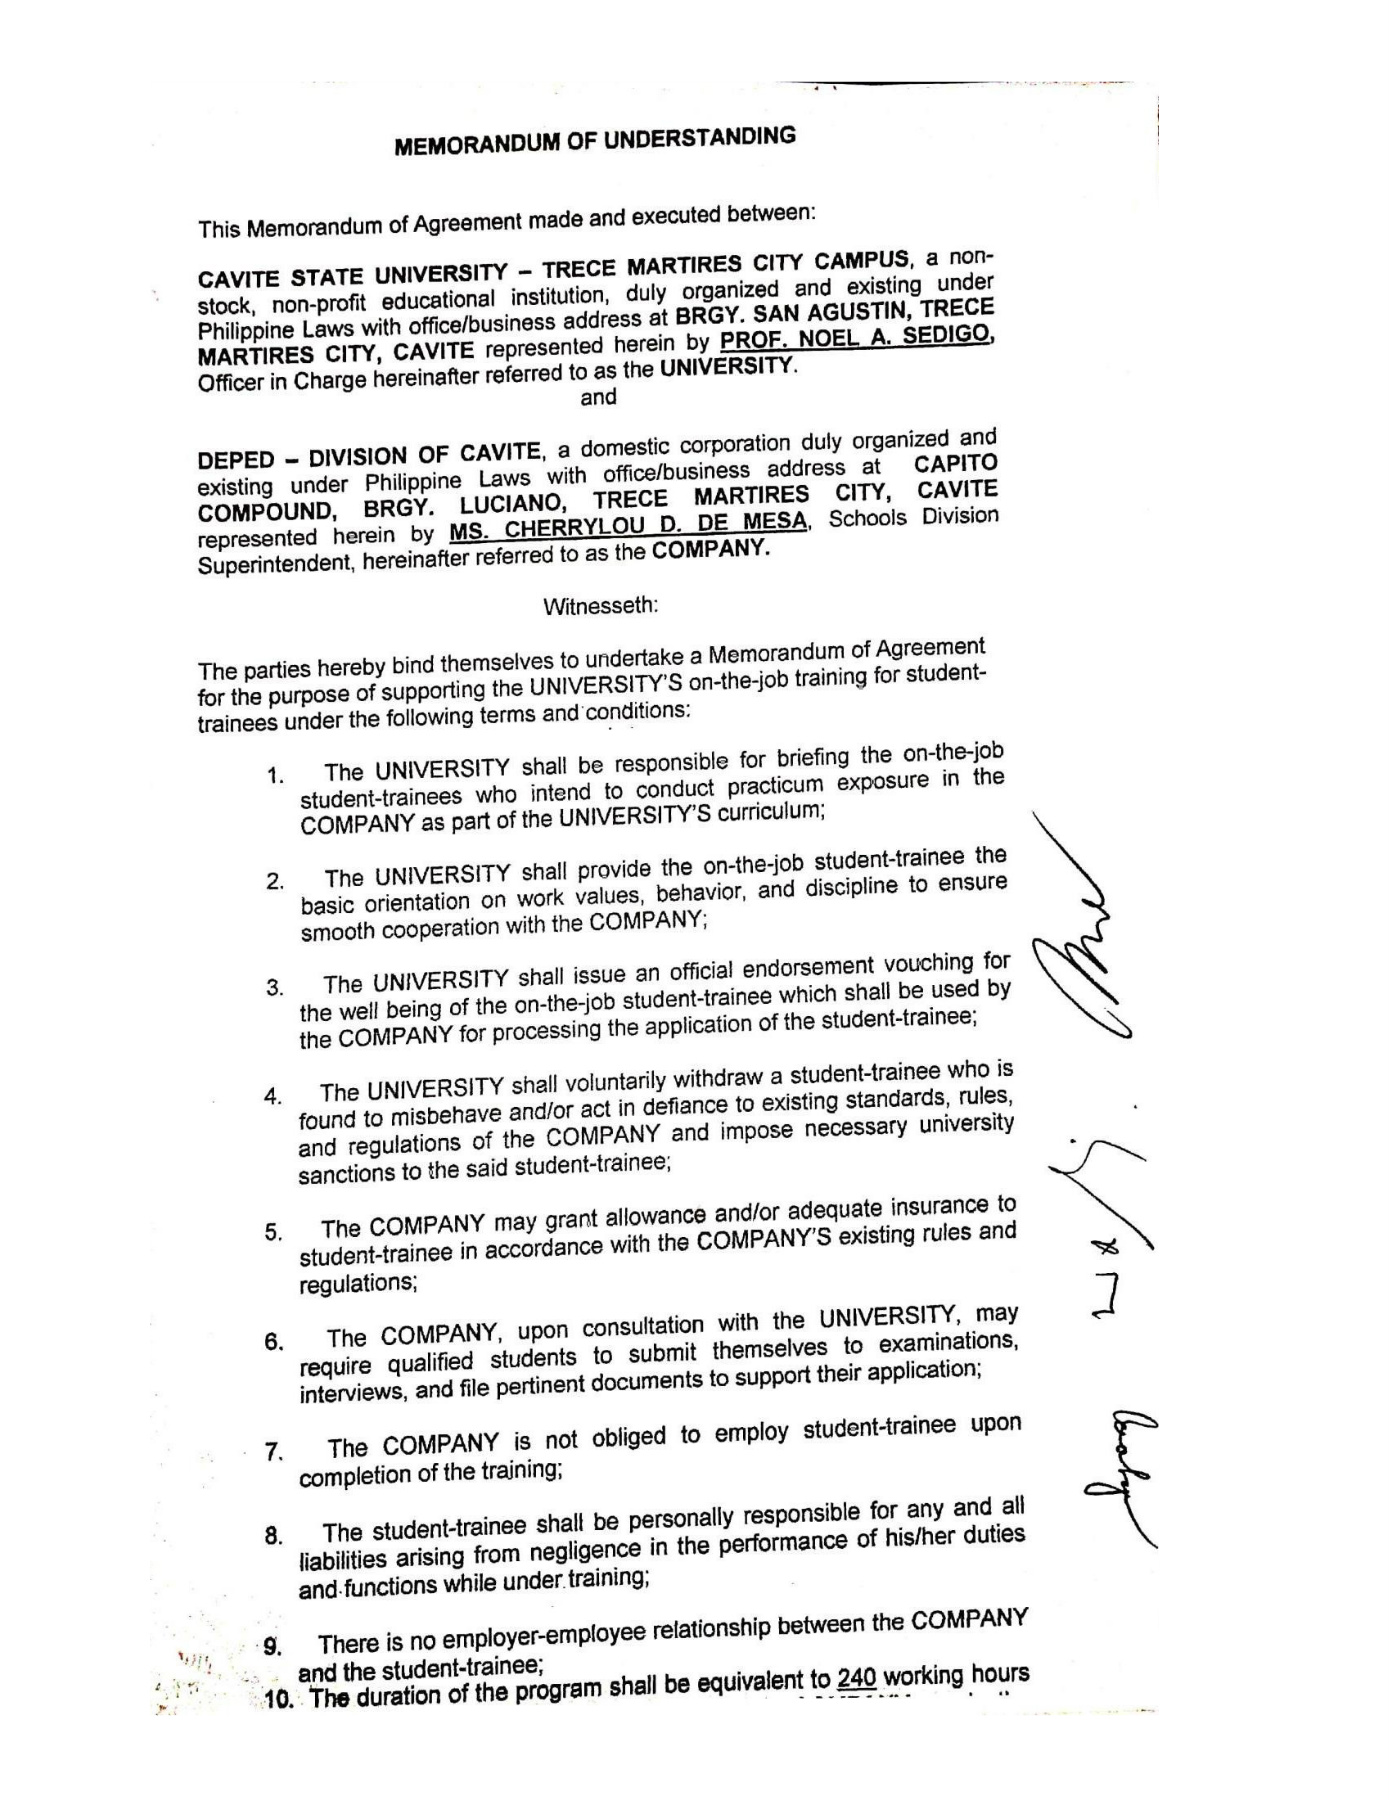 MEMORANDUM OF UNDERSTANDING
This Memorandum of Agreement made and executed between:
CAVITE STATE UNIVERSITY – TRECE MARTIRES CITY CAMPUS, a non-
stock, non-profit educational institution, duly organized and existing under
Philippine Laws with office/business address at BRGY. SAN AGUSTIN, TRECE
MARTIRES CITY, CAVITE represented herein by PROF. NOEL A. SEDIGO,
Officer in Charge hereinafter referred to as the UNIVERSITY.
and
DEPED – DIVISION OF CAVITE, a domestic corporation duly organized and
existing under Philippine Laws with office/business address at CAPITO
COMPOUND, BRGY. LUCIANO, TRECE MARTIRES CITY, CAVITE
represented herein by MS. CHERRYLOU D. DE MESA, Schools Division
Superintendent, hereinafter referred to as the COMPANY.
Witnesseth:
The parties hereby bind themselves to undertake a Memorandum of Agreement
for the purpose of supporting the UNIVERSITY'S on-the-job training for student-
trainees under the following terms and conditions:
1. The UNIVERSITY shall be responsible for briefing the on-the-job
student-trainees who intend to conduct practicum exposure in the
COMPANY as part of the UNIVERSITY'S curriculum;
2. The UNIVERSITY shall provide the on-the-job student-trainee the
basic orientation on work values, behavior, and discipline to ensure
smooth cooperation with the COMPANY;
3. The UNIVERSITY shall issue an official endorsement vouching for
the well being of the on-the-job student-trainee which shall be used by
the COMPANY for processing the application of the student-trainee;
4. The UNIVERSITY shall voluntarily withdraw a student-trainee who is
found to misbehave and/or act in defiance to existing standards, rules,
and regulations of the COMPANY and impose necessary university
sanctions to the said student-trainee;
5. The COMPANY may grant allowance and/or adequate insurance to
student-trainee in accordance with the COMPANY'S existing rules and
regulations;
6. The COMPANY, upon consultation with the UNIVERSITY, may
require qualified students to submit themselves to examinations,
interviews, and file pertinent documents to support their application;
7. The COMPANY is not obliged to employ student-trainee upon
completion of the training;
8. The student-trainee shall be personally responsible for any and all
liabilities arising from negligence in the performance of his/her duties
and functions while under training;
9. There is no employer-employee relationship between the COMPANY
and the student-trainee;
10. The duration of the program shall be equivalent to 240 working hours